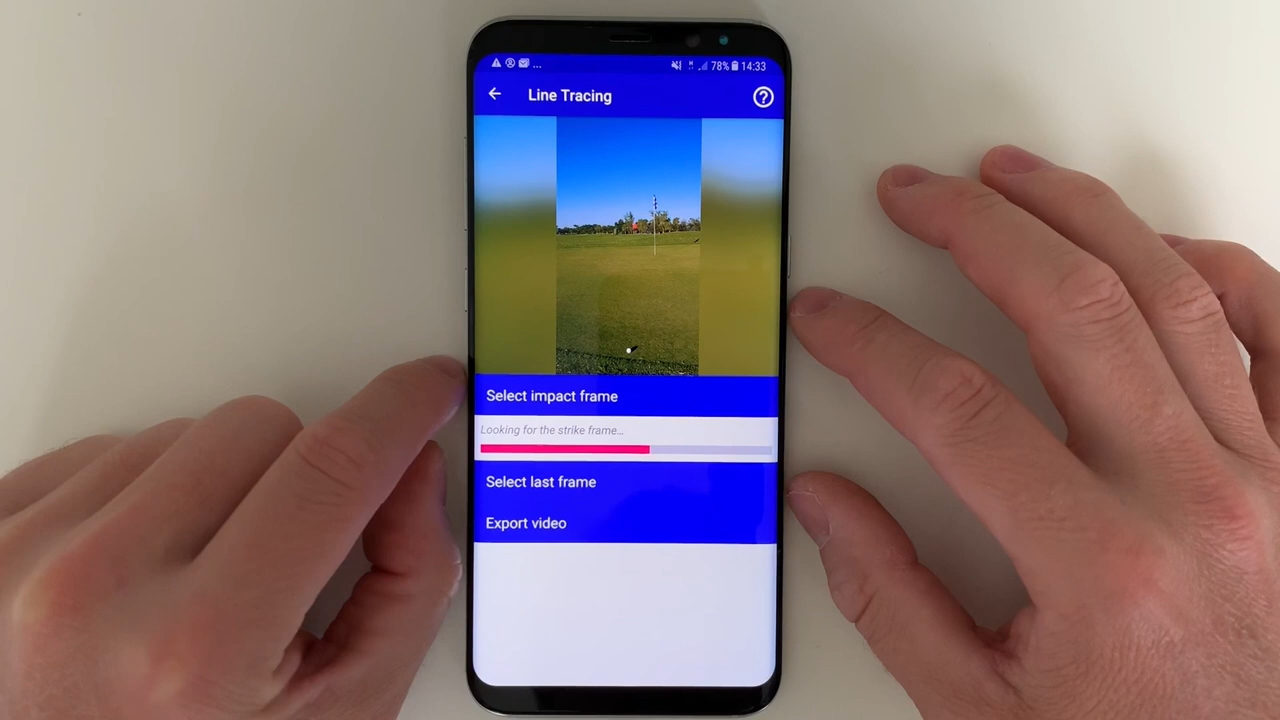 ... 78% 14:33
Line Tracing
Select impact frame
Looking for the strike frame...
Select last frame
Export video